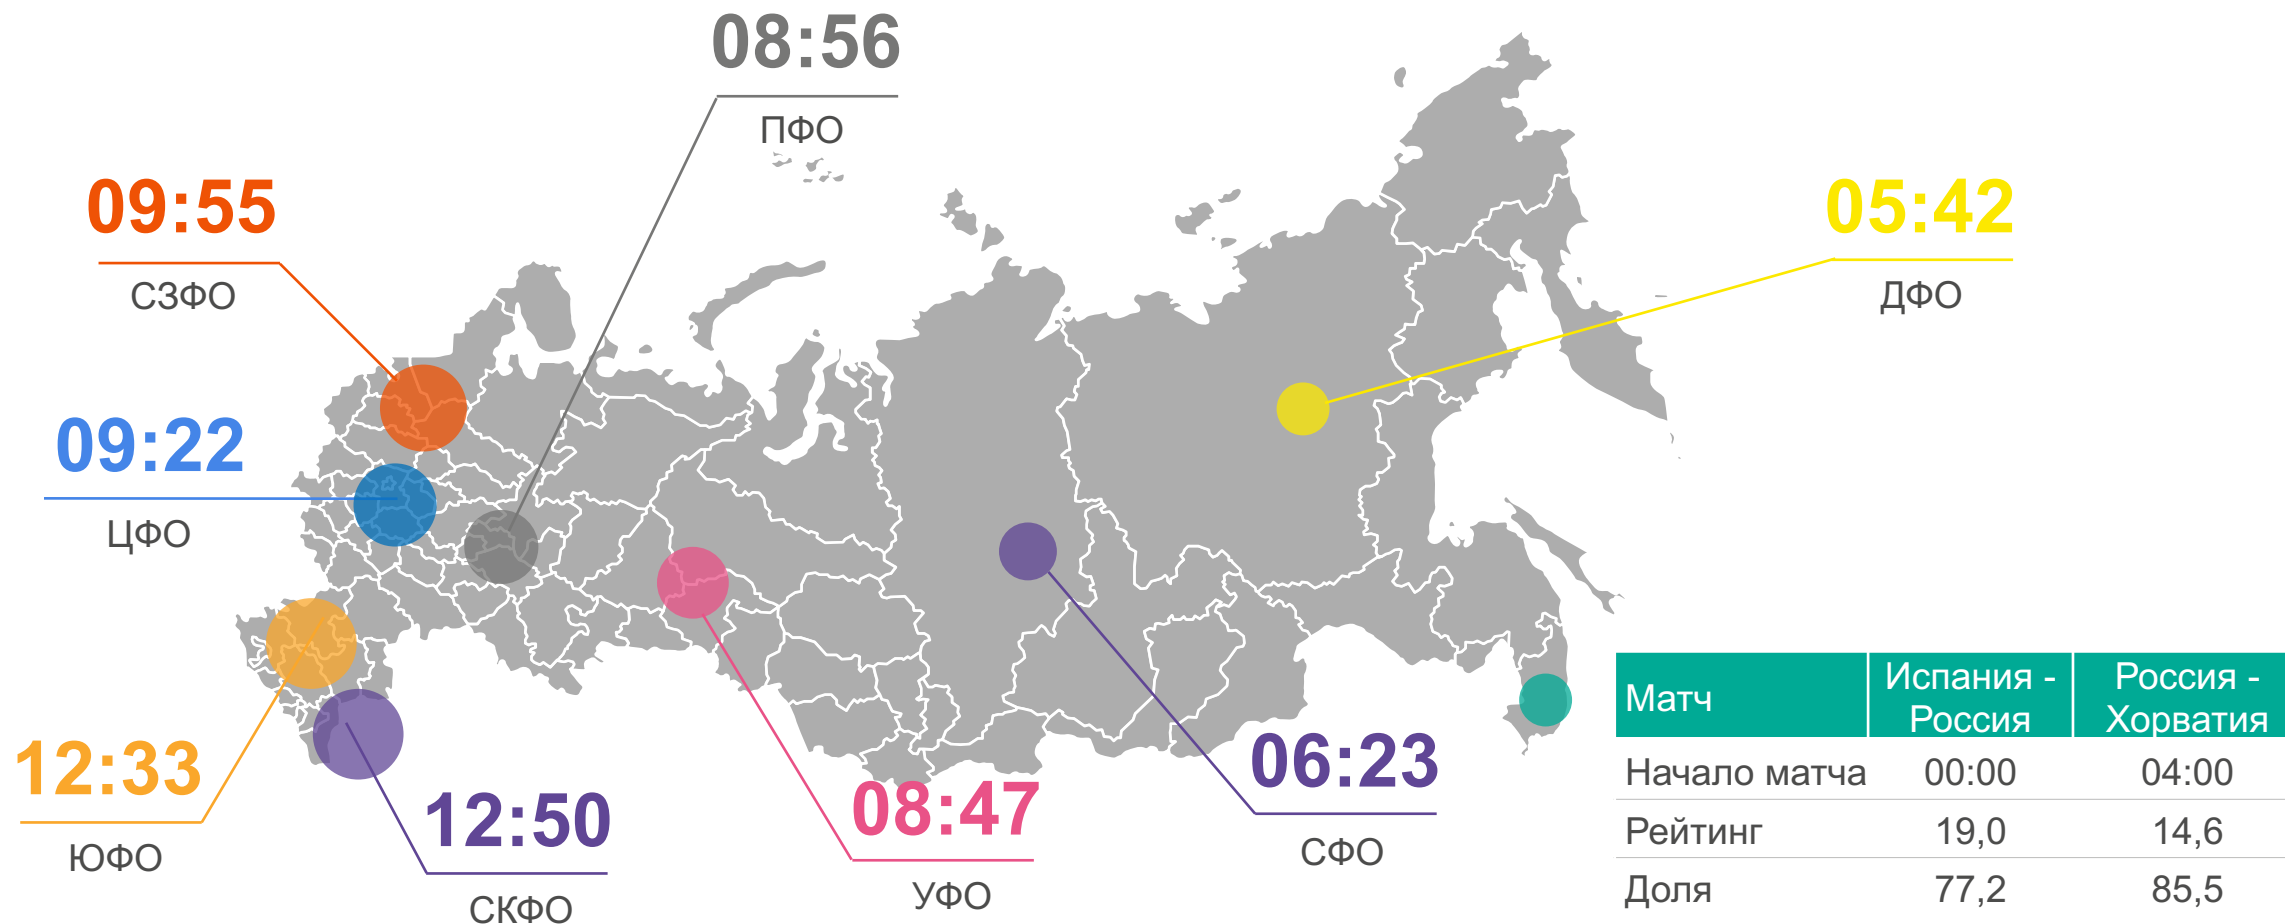 08:56
ПФО
09:55
СЗФО
05:42
ДФО
09:22
ЦФО
12:33
ЮФО
12:50
СКФО
08:47
УФО
06:23
СФО
Матч
Испания -
Россия
Россия -
Хорватия
Начало матча 00:00 04:00
Рейтинг 19,0 14,6
Доля 77,2 85,5